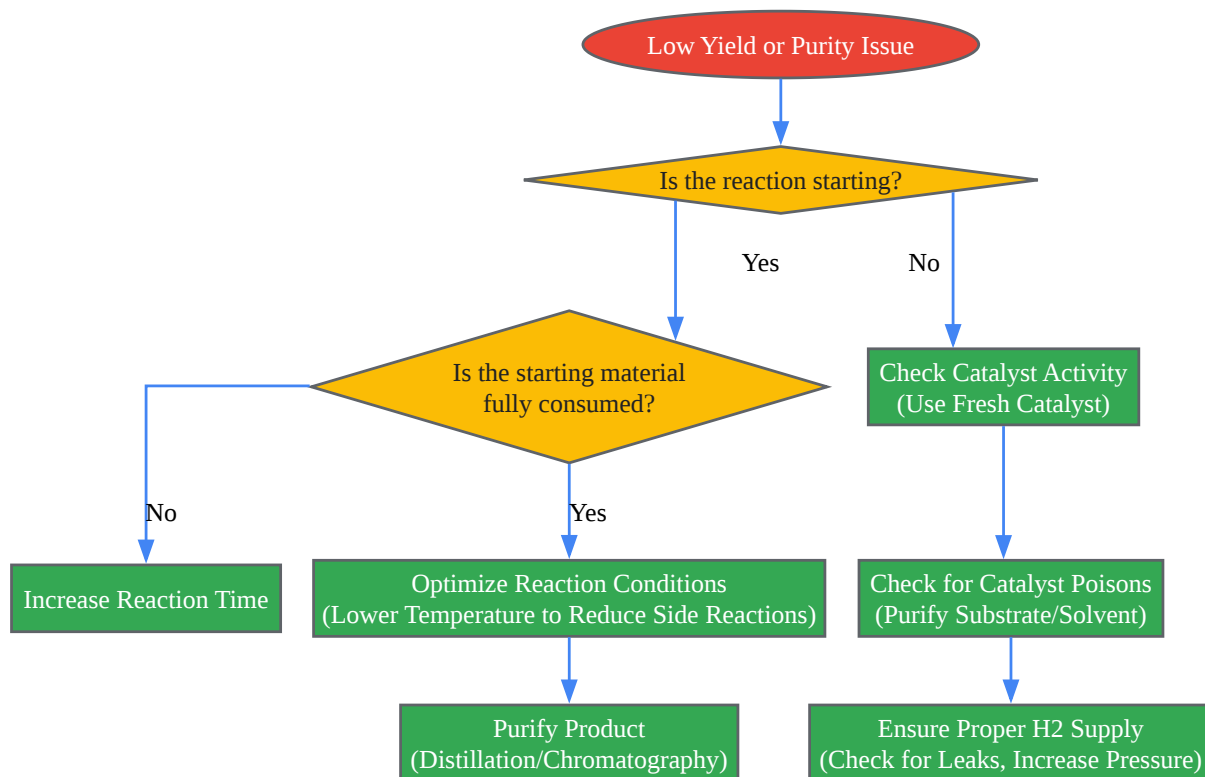 Low Yield or Purity Issue
Is the reaction starting?
Yes
No
Is the starting material
fully consumed?
Check Catalyst Activity
(Use Fresh Catalyst)
No
Yes
Increase Reaction Time
Optimize Reaction Conditions
(Lower Temperature to Reduce Side Reactions)
Check for Catalyst Poisons
(Purify Substrate/Solvent)
Purify Product
(Distillation/Chromatography)
Ensure Proper H2 Supply
(Check for Leaks, Increase Pressure)